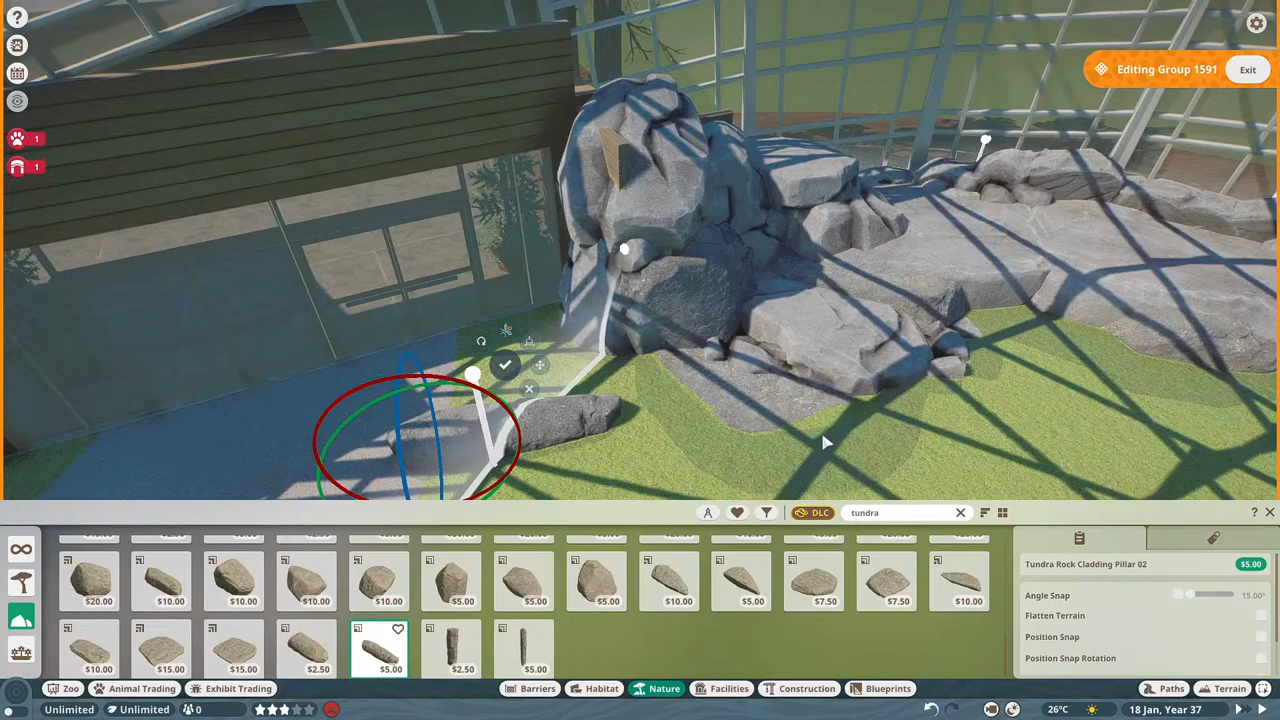 ?
Editing Group 1591 Exit
1
1
DLC tundra ? 
$20.00 $10.00 $10.00 $10.00 $10.00 $5.00 $5.00 $5.00 $10.00 $5.00 $7.50 $7.50 $10.00
$10.00 $15.00 $15.00 $2.50 $5.00 $2.50 $5.00
Tundra Rock Cladding Pillar 02 $5.00
Angle Snap 15.00°
Flatten Terrain
Position Snap
Position Snap Rotation
Zoo Animal Trading Exhibit Trading Barriers Habitat Nature Facilities Construction Blueprints Paths Terrain
Unlimited Unlimited 0 26°C 18 Jan, Year 37